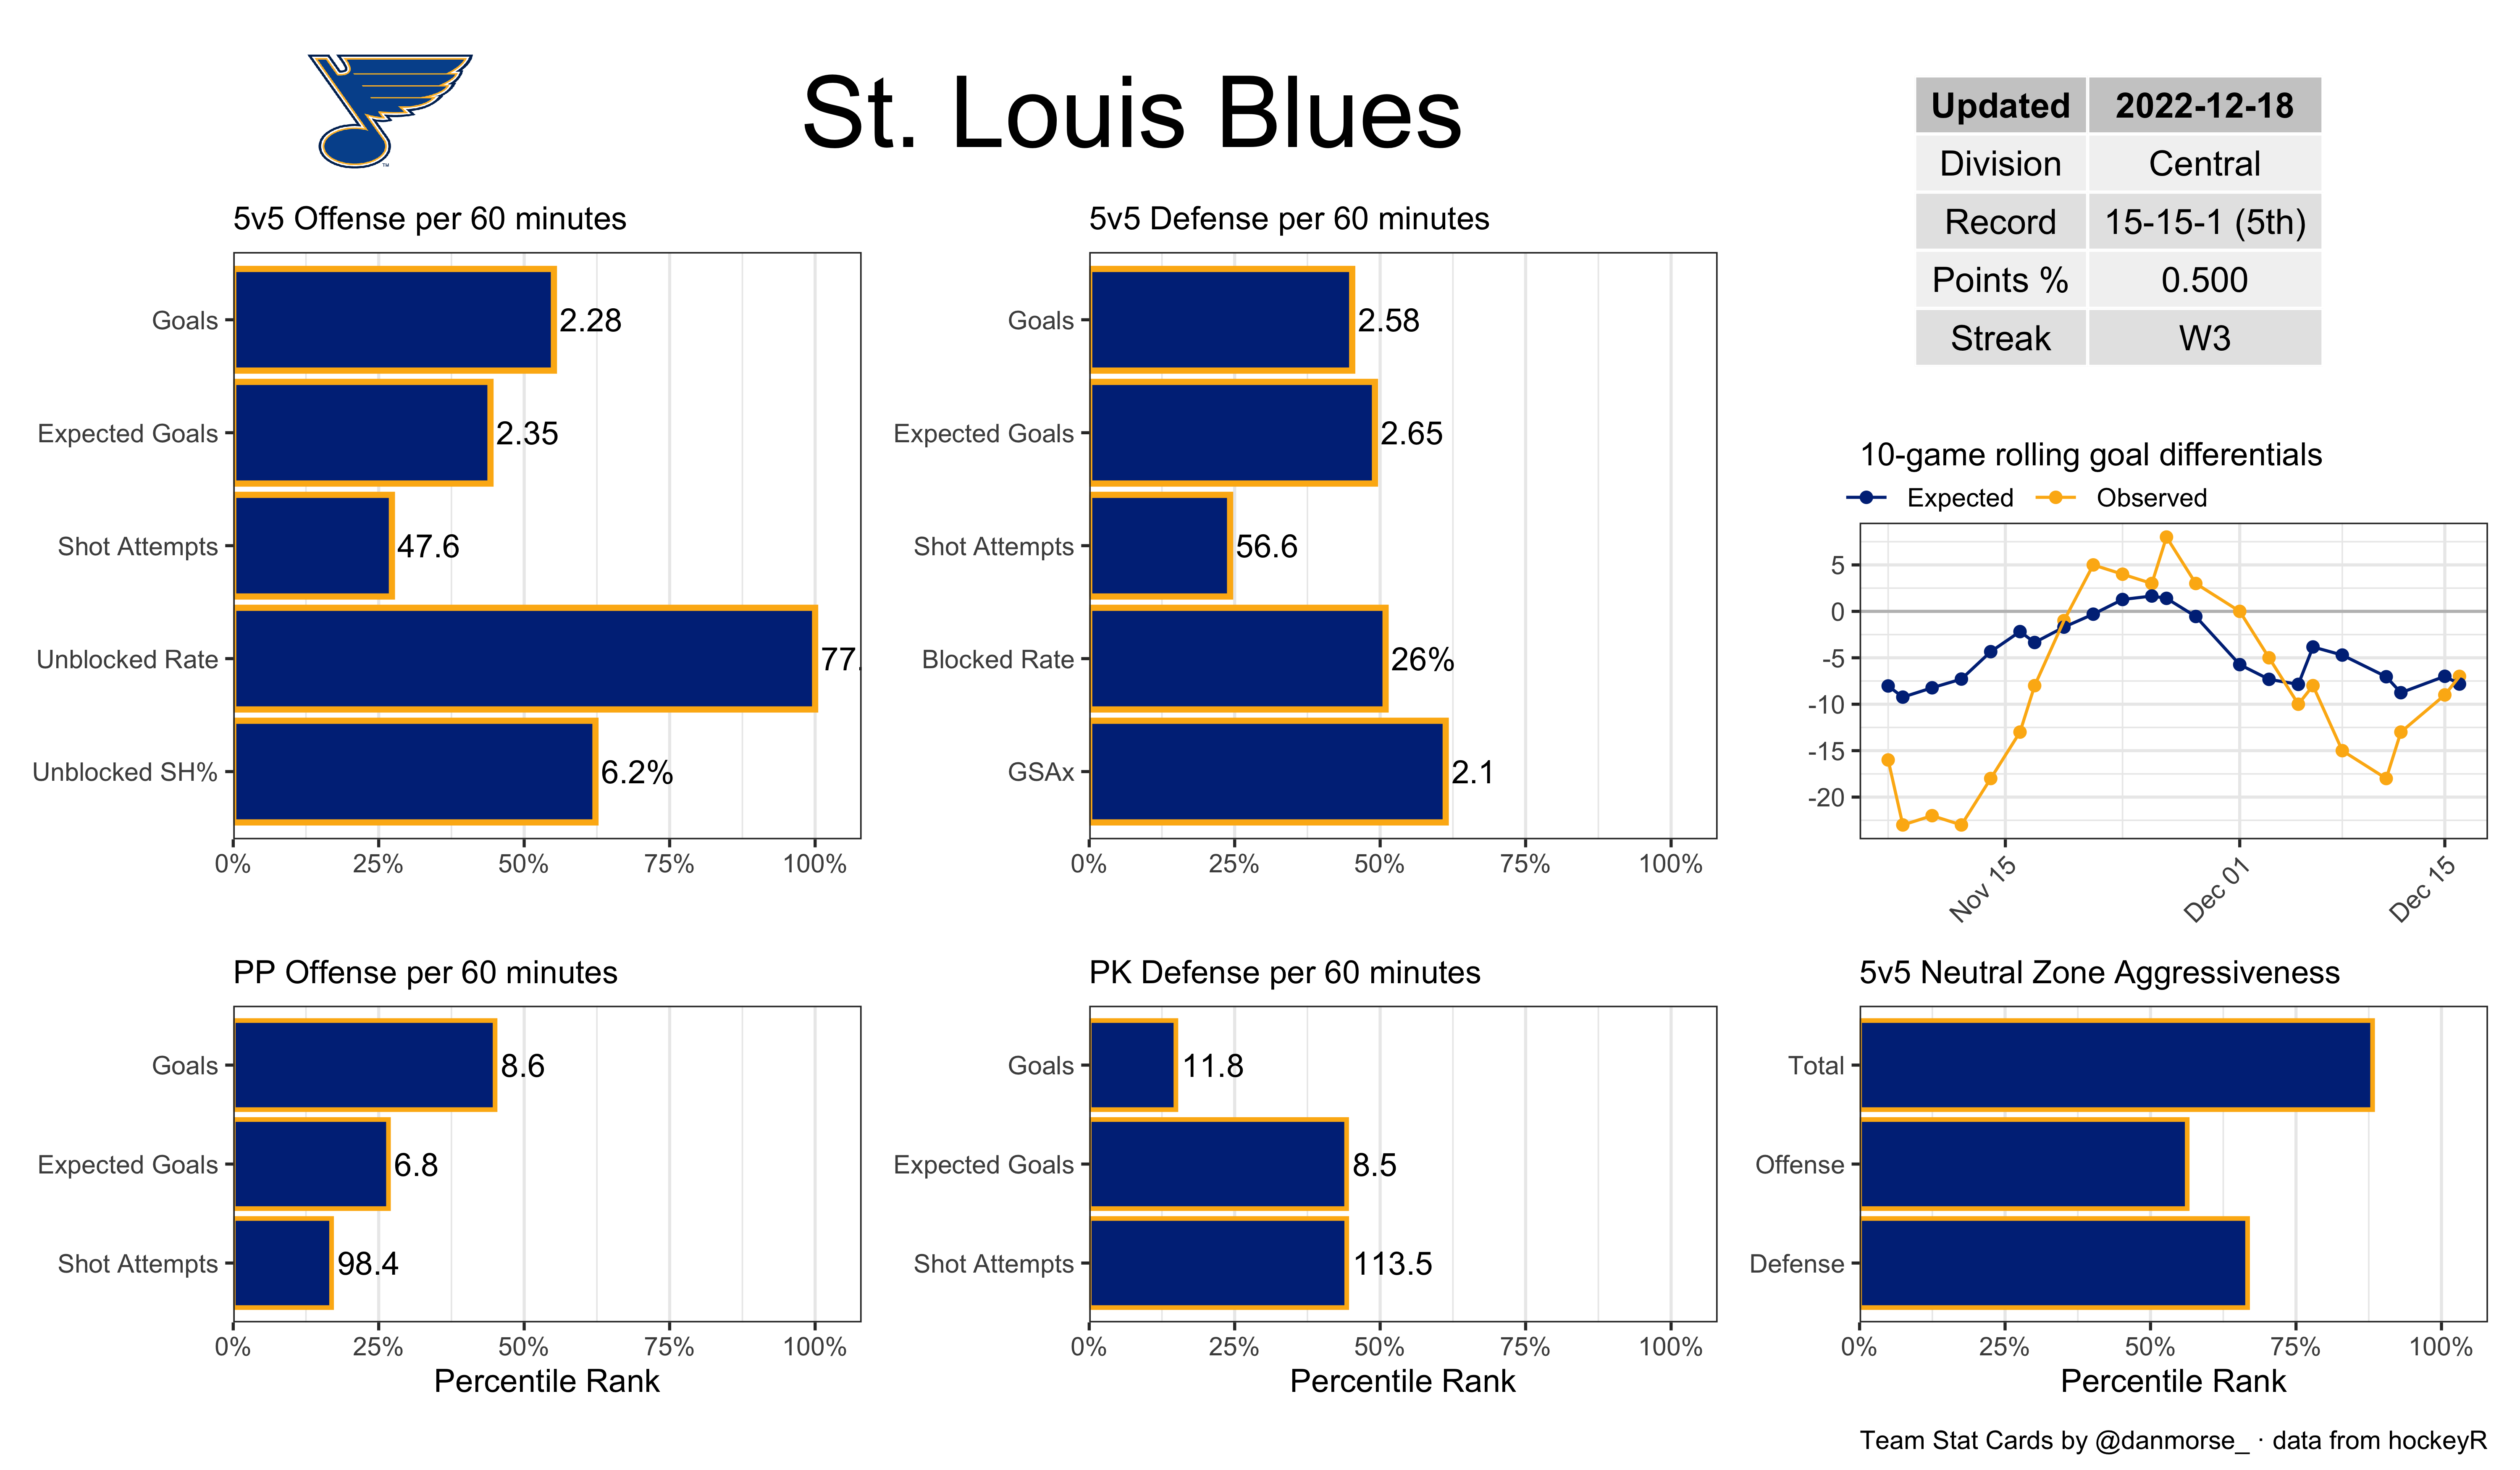 St. Louis Blues
Updated 2022-12-18
Division Central
Record 15-15-1 (5th)
Points % 0.500
Streak W3
5v5 Offense per 60 minutes
Goals 2.28
Expected Goals 2.35
Shot Attempts 47.6
Unblocked Rate 77.
Unblocked SH% 6.2%
0% 25% 50% 75% 100%
5v5 Defense per 60 minutes
Goals 2.58
Expected Goals 2.65
Shot Attempts 56.6
Blocked Rate 26%
GSAx 2.1
0% 25% 50% 75% 100%
10-game rolling goal differentials
Expected Observed
5
0
-5
-10
-15
-20
Nov 15 Dec 01 Dec 15
PP Offense per 60 minutes
Goals 8.6
Expected Goals 6.8
Shot Attempts 98.4
0% 25% 50% 75% 100%
Percentile Rank
PK Defense per 60 minutes
Goals 11.8
Expected Goals 8.5
Shot Attempts 113.5
0% 25% 50% 75% 100%
Percentile Rank
5v5 Neutral Zone Aggressiveness
Total
Offense
Defense
0% 25% 50% 75% 100%
Percentile Rank
Team Stat Cards by @danmorse_ · data from hockeyR